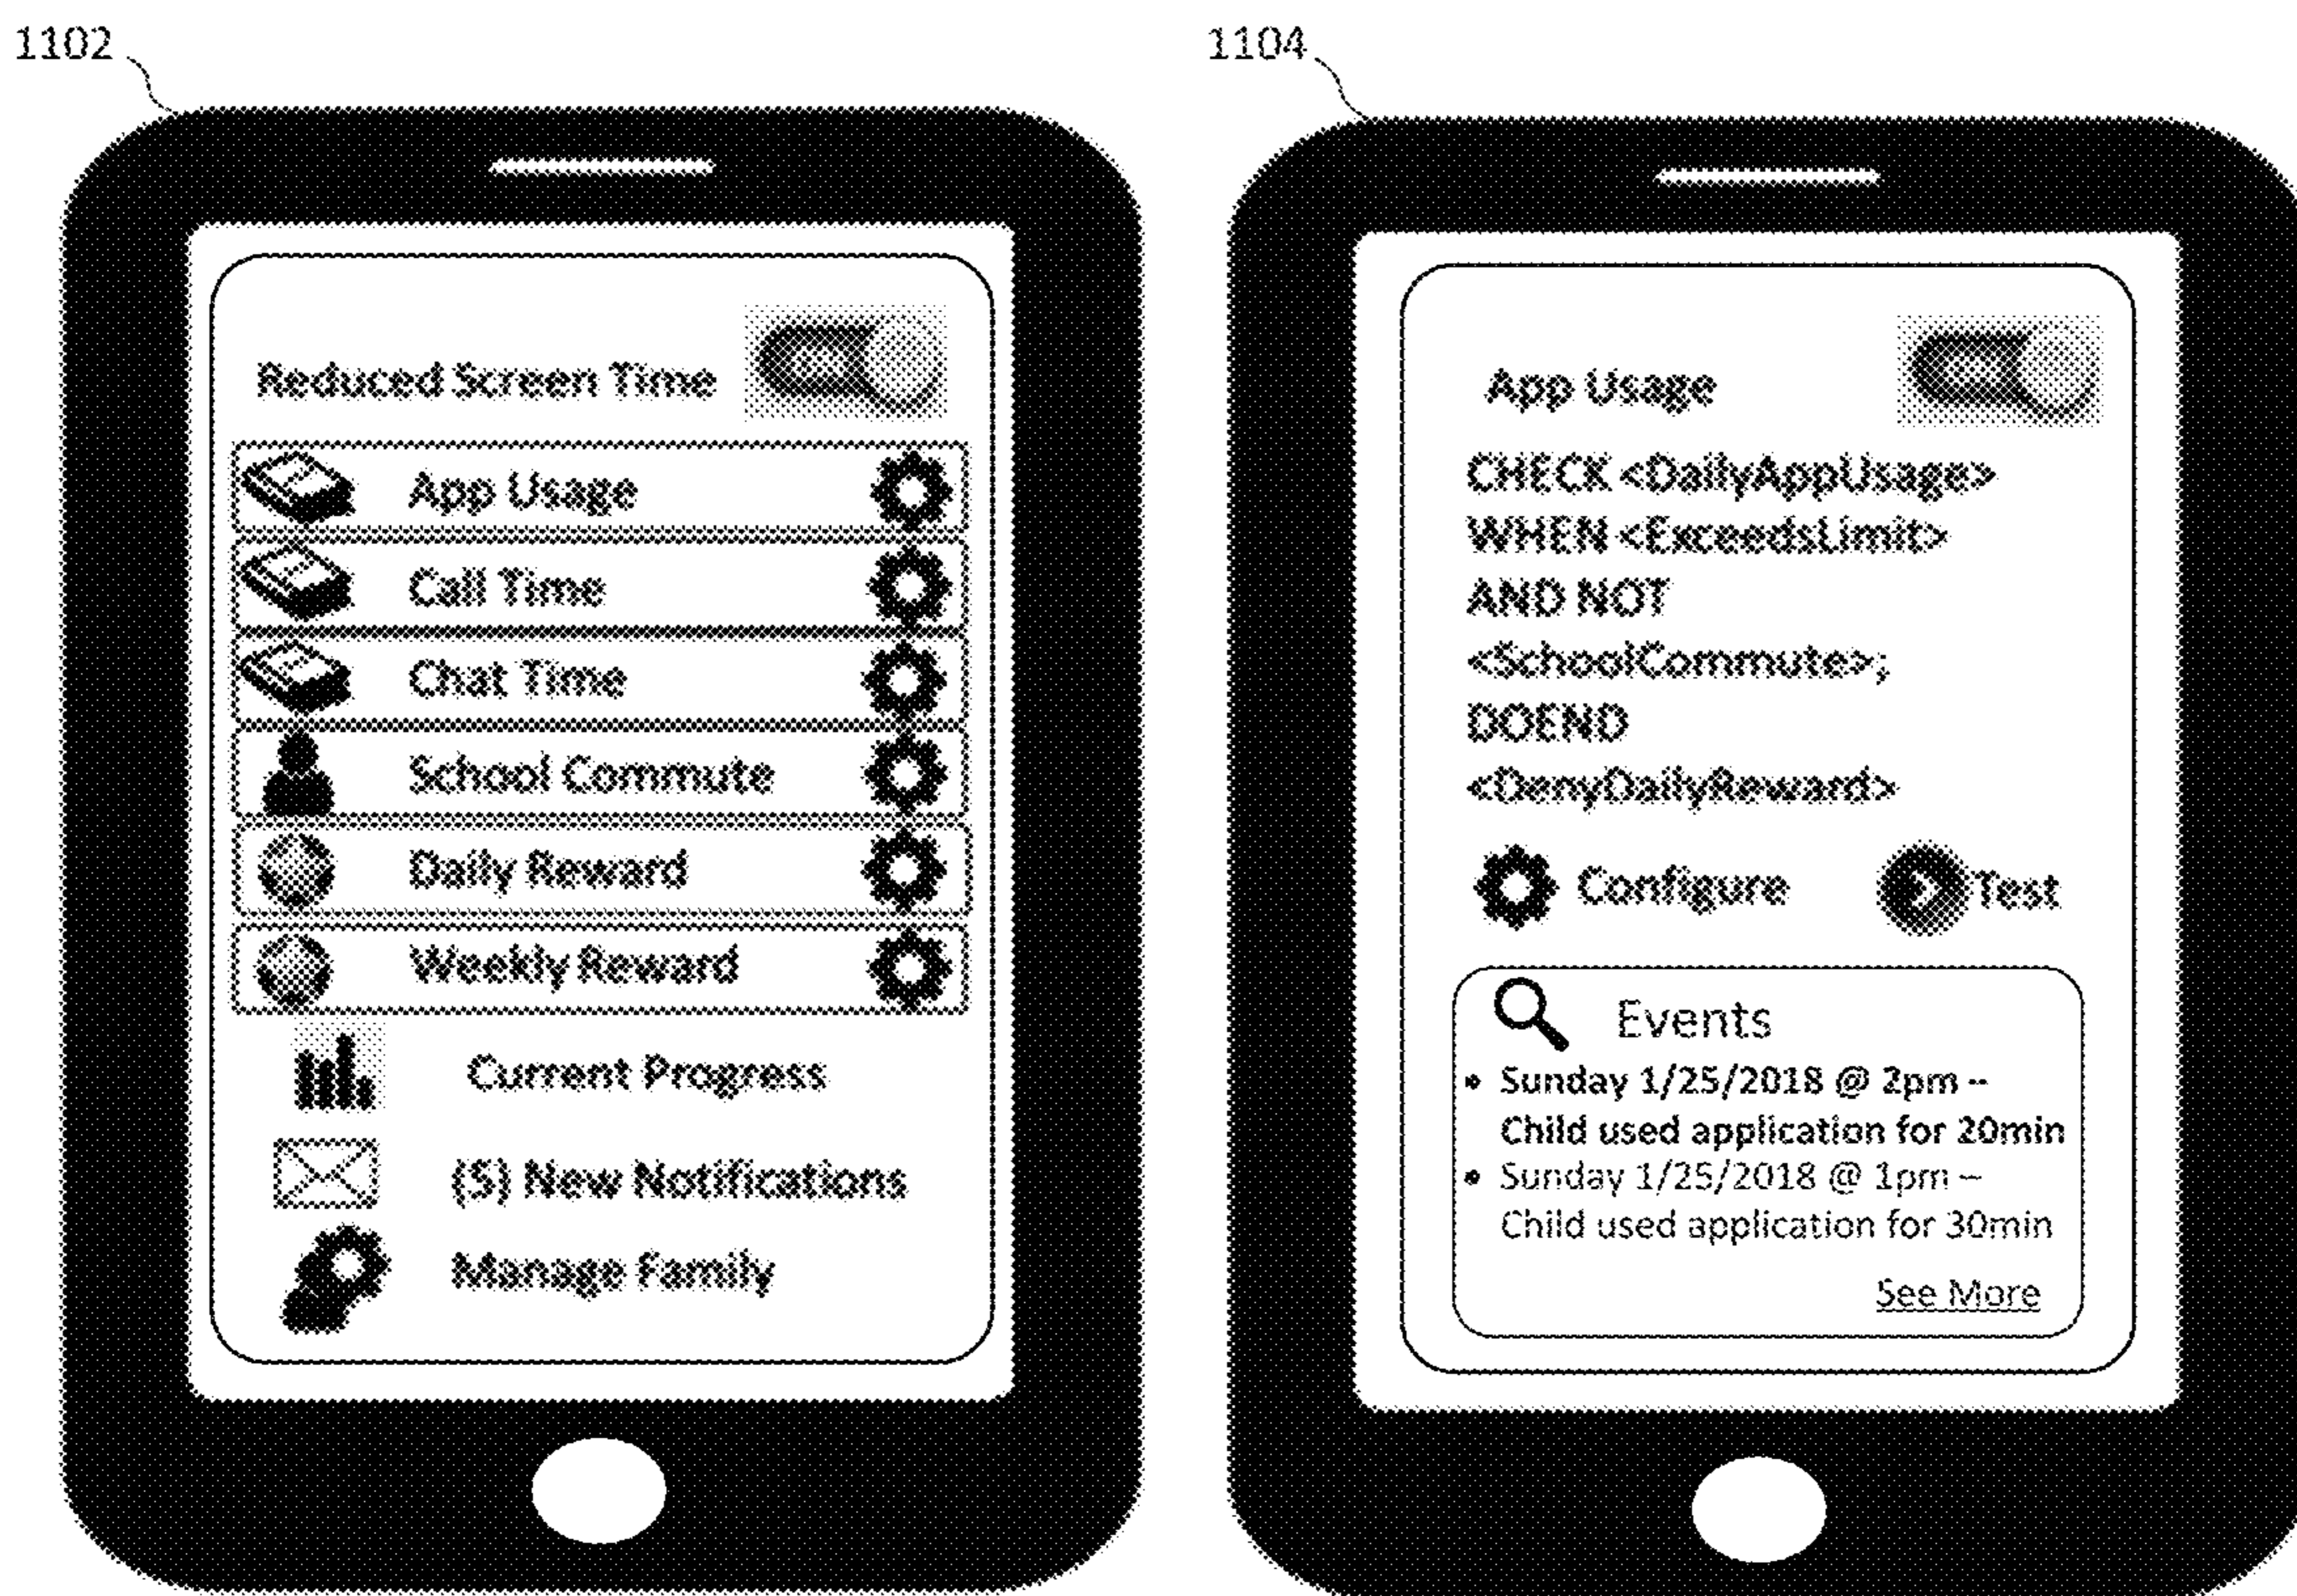 1102
Reduced Screen Time
App Usage
Call Time
Chat Time
School Commute
Daily Reward
Weekly Reward
Current Progress
(5) New Notifications
Manage Family
1104
App Usage
CHECK <DailyAppUsage>
WHEN <ExceedsLimit>
AND NOT
<SchoolCommute>;
DOEND
<DenyDailyReward>
Configure
Test
Events
• Sunday 1/25/2018 @ 2pm –
Child used application for 20min
• Sunday 1/25/2018 @ 1pm –
Child used application for 30min
See More